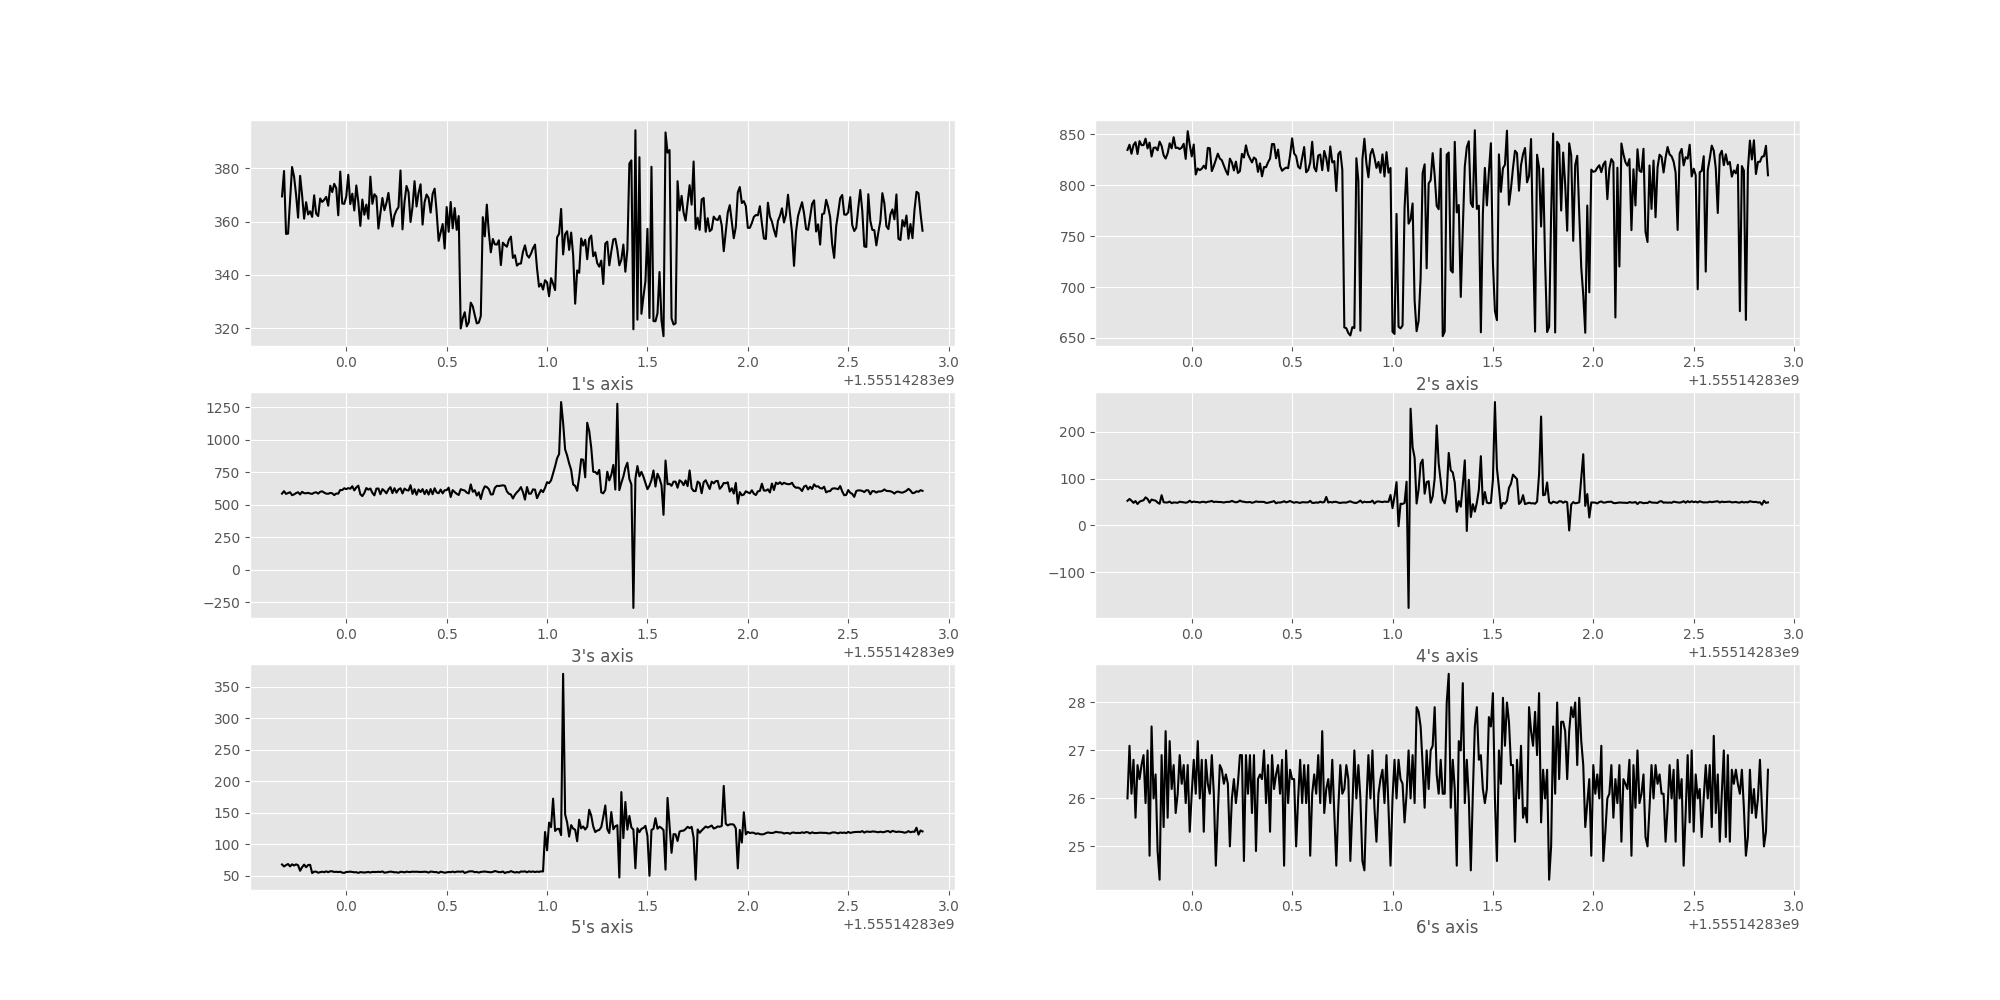 380
360
340
320
0.0 0.5 1.0 1.5 2.0 2.5 3.0
1's axis +1.55514283e9
850
800
750
700
650
0.0 0.5 1.0 1.5 2.0 2.5 3.0
2's axis +1.55514283e9
1250
1000
750
500
250
0
−250
0.0 0.5 1.0 1.5 2.0 2.5 3.0
3's axis +1.55514283e9
200
100
0
−100
0.0 0.5 1.0 1.5 2.0 2.5 3.0
4's axis +1.55514283e9
350
300
250
200
150
100
50
0.0 0.5 1.0 1.5 2.0 2.5 3.0
5's axis +1.55514283e9
28
27
26
25
0.0 0.5 1.0 1.5 2.0 2.5 3.0
6's axis +1.55514283e9